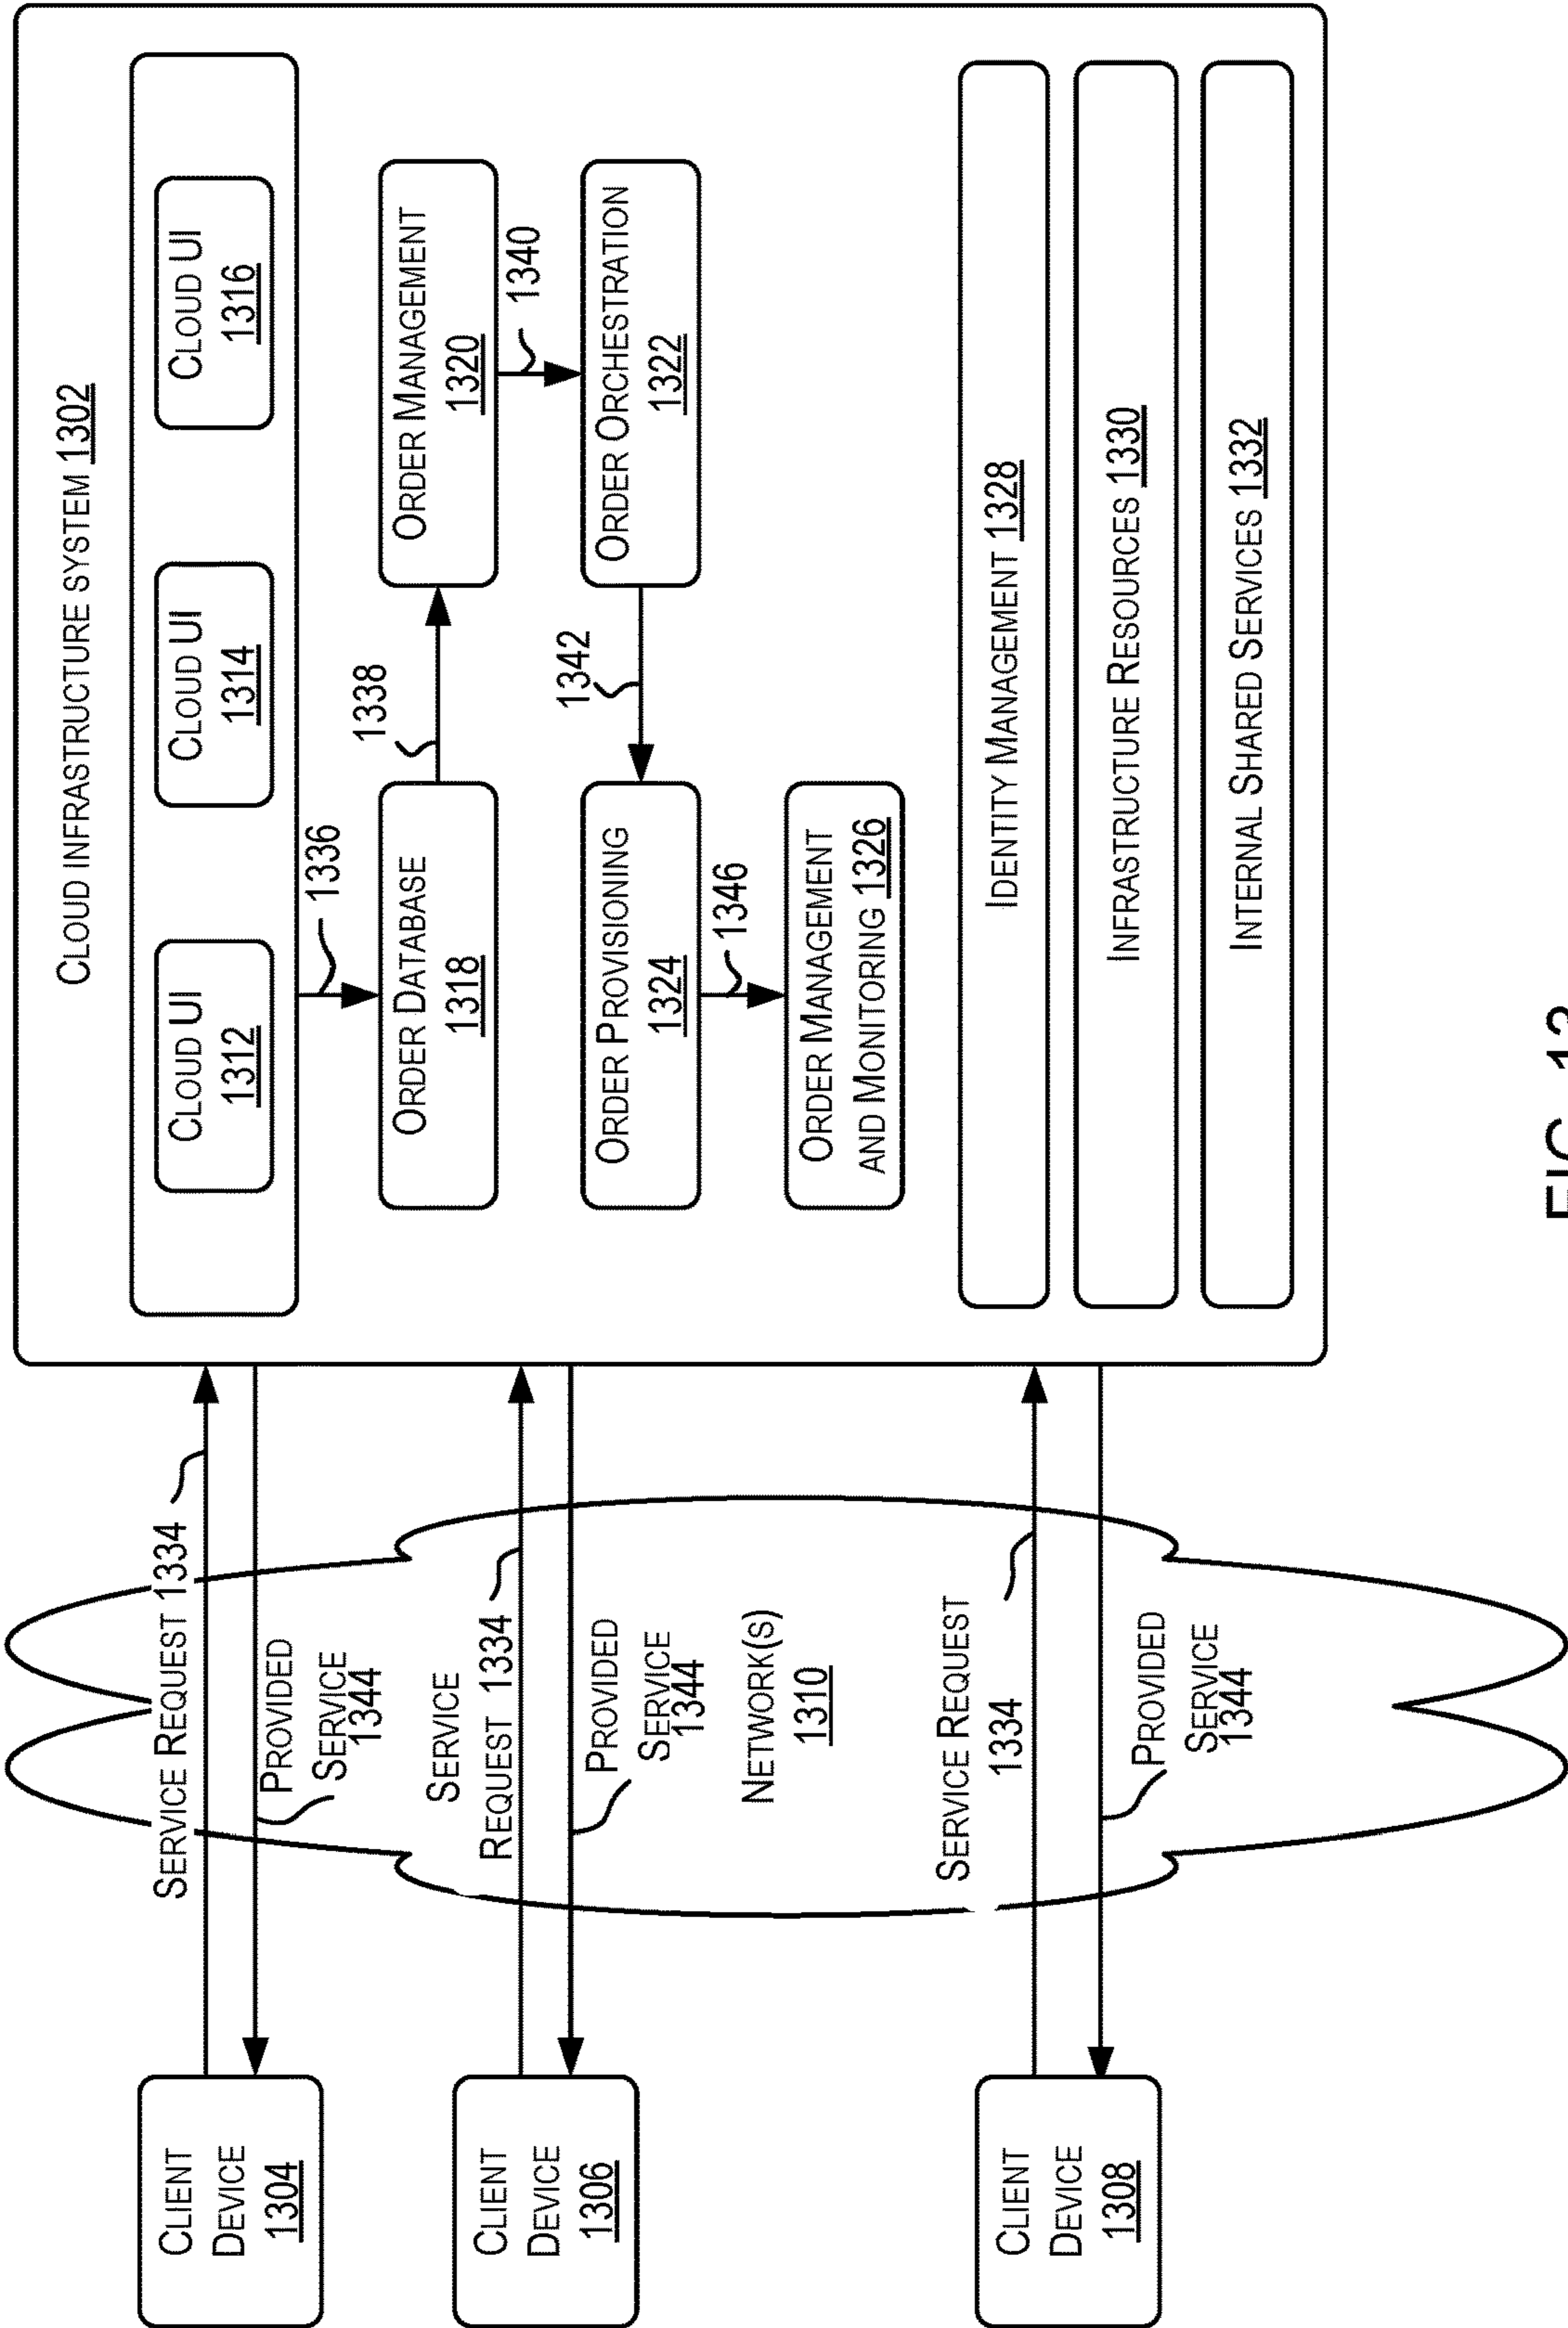 CLOUD INFRASTRUCTURE SYSTEM 1302
CLOUD UI
1312
CLOUD UI
1314
CLOUD UI
1316
1336
ORDER DATABASE
1318
1338
ORDER MANAGEMENT
1320
1340
ORDER PROVISIONING
1324
1342
ORDER ORCHESTRATION
1322
1346
ORDER MANAGEMENT
AND MONITORING 1326
IDENTITY MANAGEMENT 1328
INFRASTRUCTURE RESOURCES 1330
INTERNAL SHARED SERVICES 1332
CLIENT
DEVICE
1304
SERVICE REQUEST 1334
PROVIDED
SERVICE
1344
CLIENT
DEVICE
1306
SERVICE
REQUEST 1334
PROVIDED
SERVICE
1344
NETWORK(S)
1310
CLIENT
DEVICE
1308
SERVICE REQUEST
1334
PROVIDED
SERVICE
1344
FIG. 13